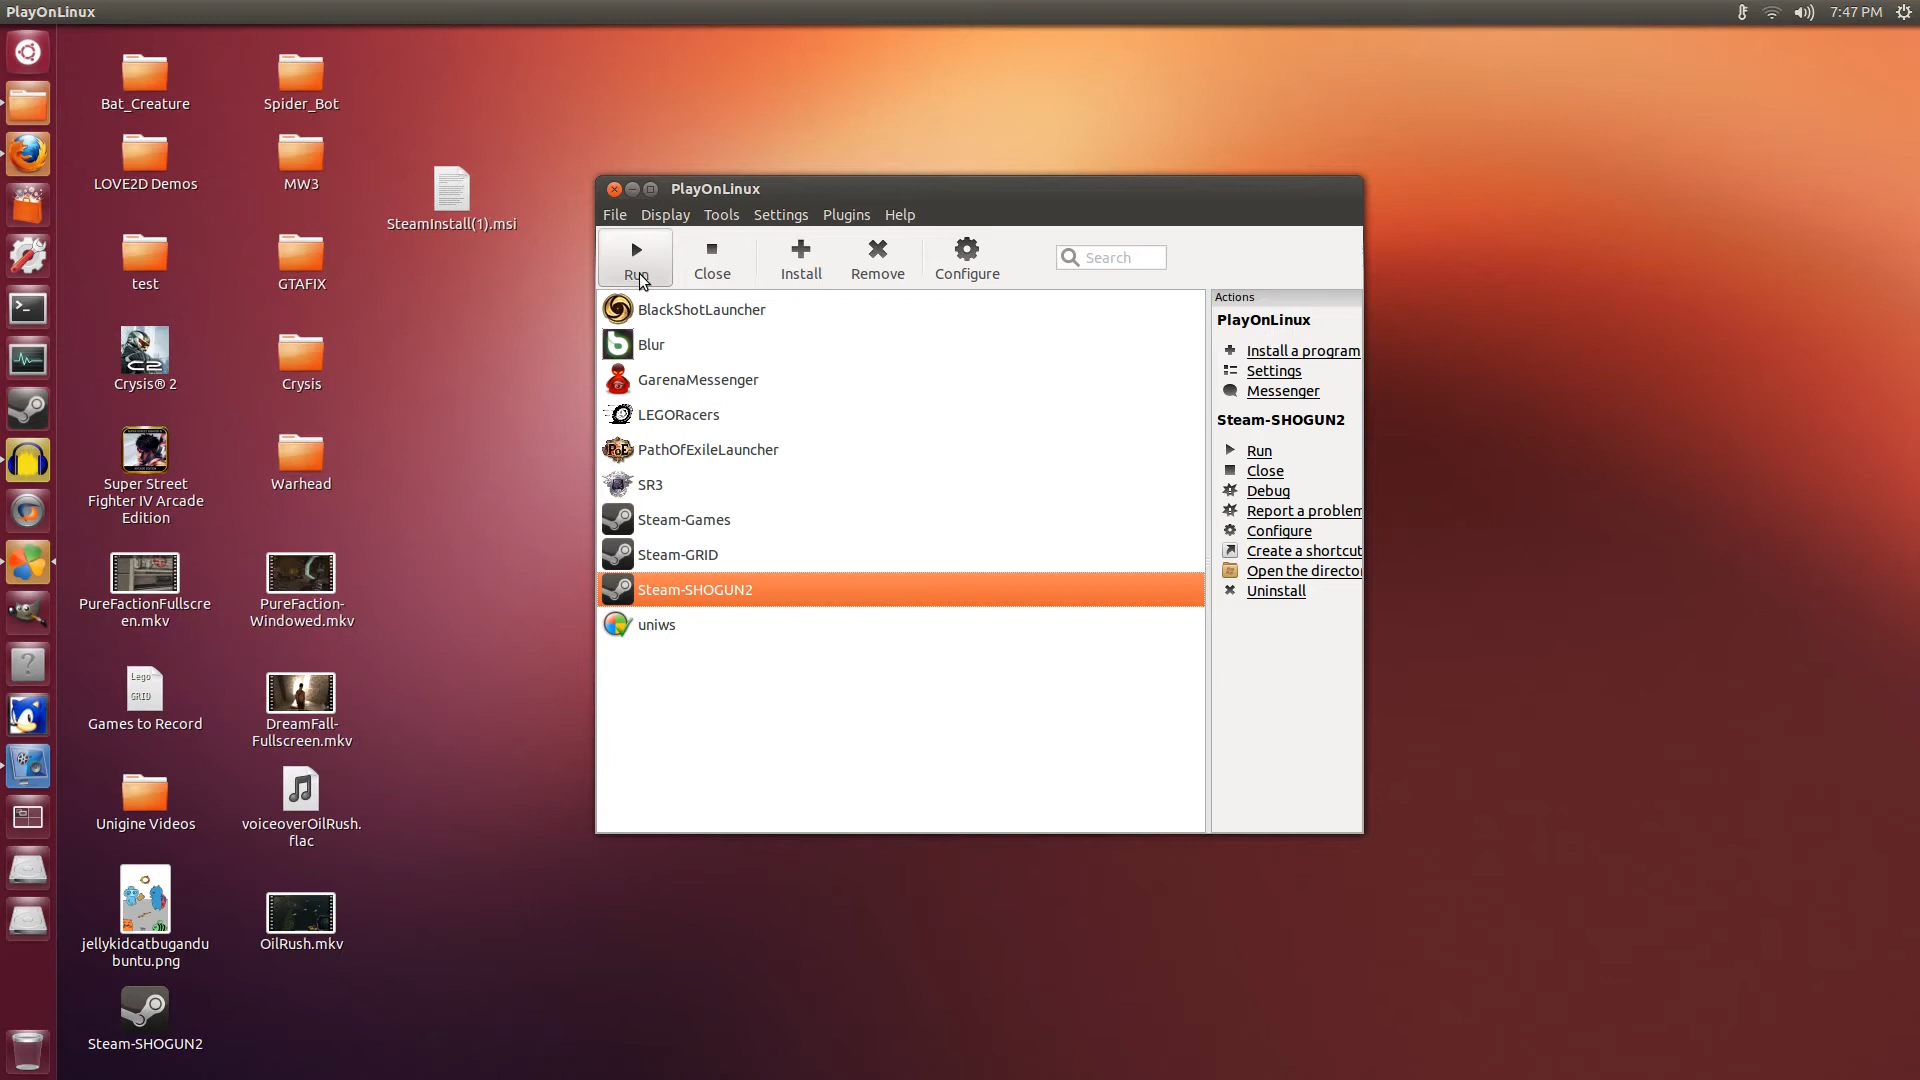 PlayOnLinux
7:47 PM
Bat_Creature
Spider_Bot
LOVE2D Demos
MW3
SteamInstall(1).msi
test
GTAFIX
Crysis® 2
Crysis
Super Street
Fighter IV Arcade
Edition
Warhead
PureFactionFullscre
en.mkv
PureFaction-
Windowed.mkv
Lego
GRID
Games to Record
DreamFall-
Fullscreen.mkv
Unigine Videos
voiceoverOilRush.
flac
jellykidcatbugandu
buntu.png
OilRush.mkv
Steam-SHOGUN2
PlayOnLinux
File Display Tools Settings Plugins Help
Run Close Install Remove Configure Search
BlackShotLauncher
Blur
GarenaMessenger
LEGORacers
PathOfExileLauncher
SR3
Steam-Games
Steam-GRID
Steam-SHOGUN2
uniws
Actions
PlayOnLinux
Install a program
Settings
Messenger
Steam-SHOGUN2
Run
Close
Debug
Report a problem
Configure
Create a shortcut
Open the directo
Uninstall